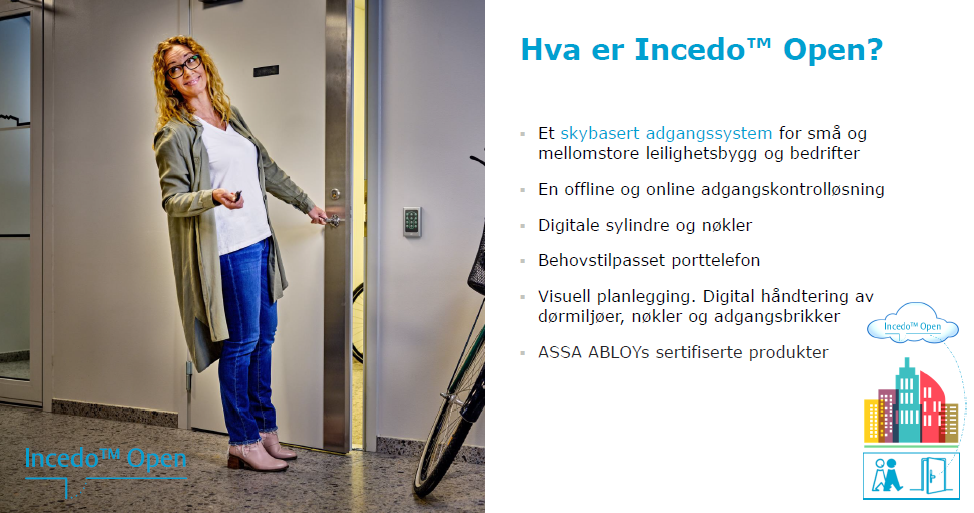 Hva er Incedo™ Open?
Et skybasert adgangssystem for små og
mellomstore leilighetsbygg og bedrifter
En offline og online adgangskontrolløsning
Digitale sylindre og nøkler
Behovstilpasset porttelefon
Visuell planlegging. Digital håndtering av
dørmiljøer, nøkler og adgangsbrikker
ASSA ABLOYs sertifiserte produkter
Incedo™ Open
Incedo™ Open